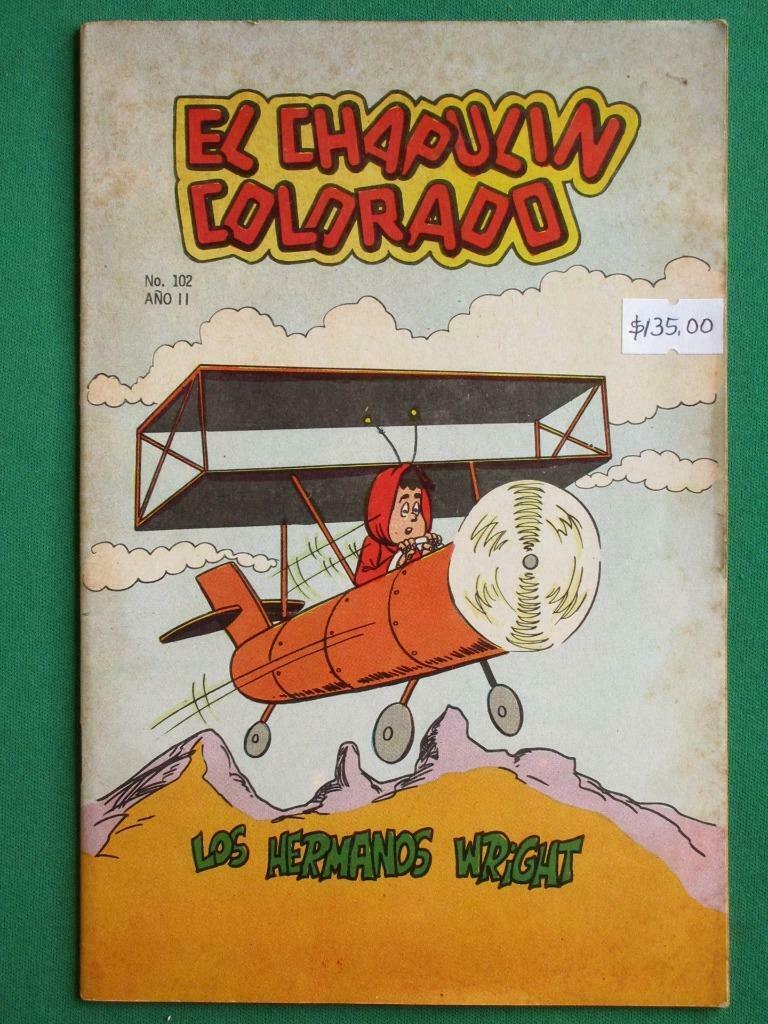 EL CHAPULIN
COLORADO
No. 102
AÑO II
$135.00
LOS HERMANOS WRIGHT